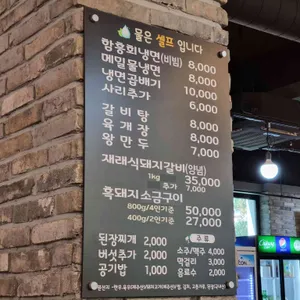 물은 셀프 입니다
함흥회냉면(비빔) 8,000
메밀물냉면 8,000
냉면곱배기 10,000
사리추가 6,000
갈비탕 8,000
육개장 8,000
왕만두 7,000
재래식돼지갈비(양념)
1kg 35,000
추가 7,000
흑돼지소금구이
800g/4인기준 50,000
400g/2인기준 27,000
된장찌개 2,000
버섯추가 2,000
공기밥 1,000
주류
소주/맥주 4,000
막걸리 3,000
음료수 2,000